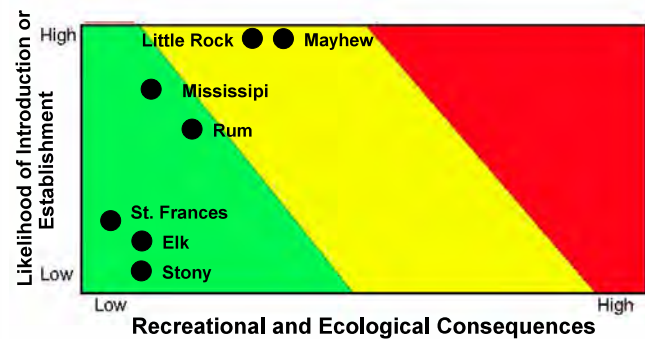 Likelihood of Introduction or
Establishment
High
Low
Little Rock
Mayhew
Mississipi
Rum
St. Frances
Elk
Stony
Low
High
Recreational and Ecological Consequences